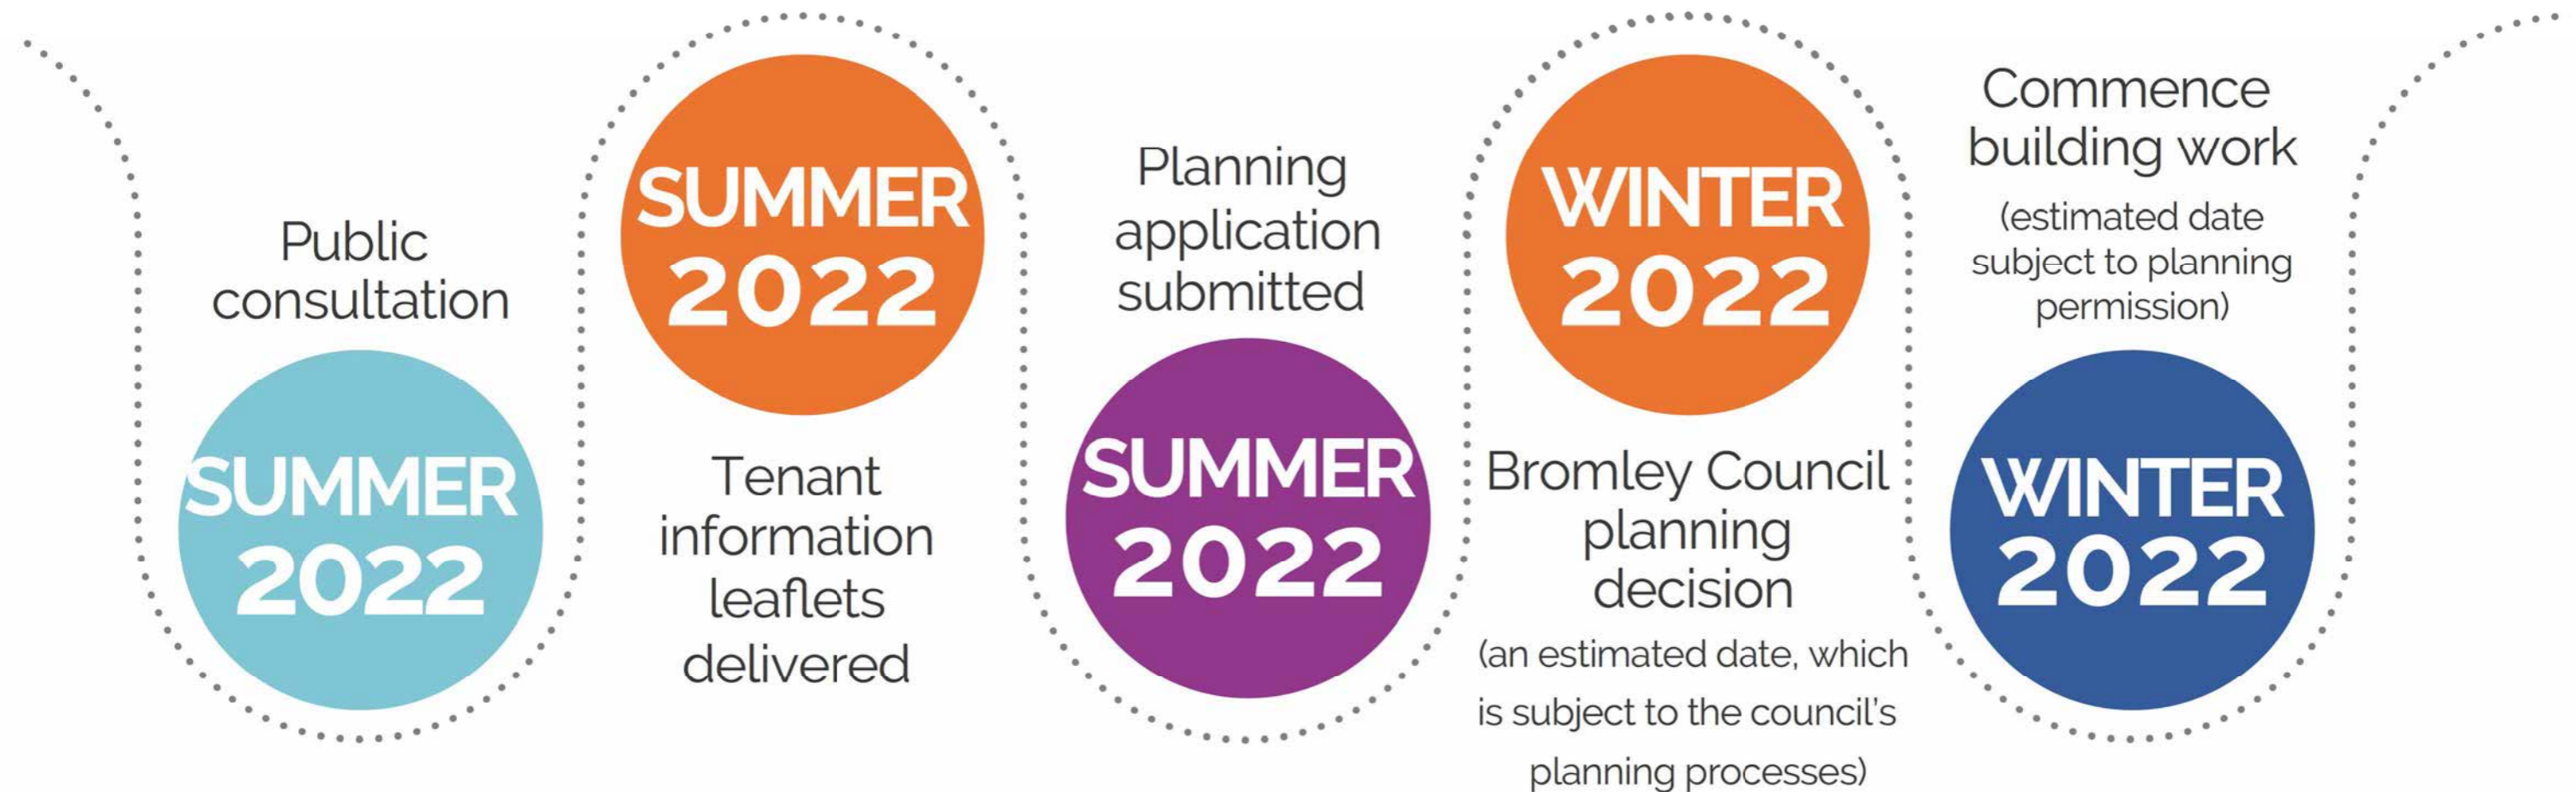 Public
consultation
SUMMER
2022
SUMMER
2022
Tenant
information
leaflets
delivered
Planning
application
submitted
SUMMER
2022
WINTER
2022
Bromley Council
planning
decision
(an estimated date, which
is subject to the council's
planning processes)
Commence
building work
(estimated date
subject to planning
permission)
WINTER
2022